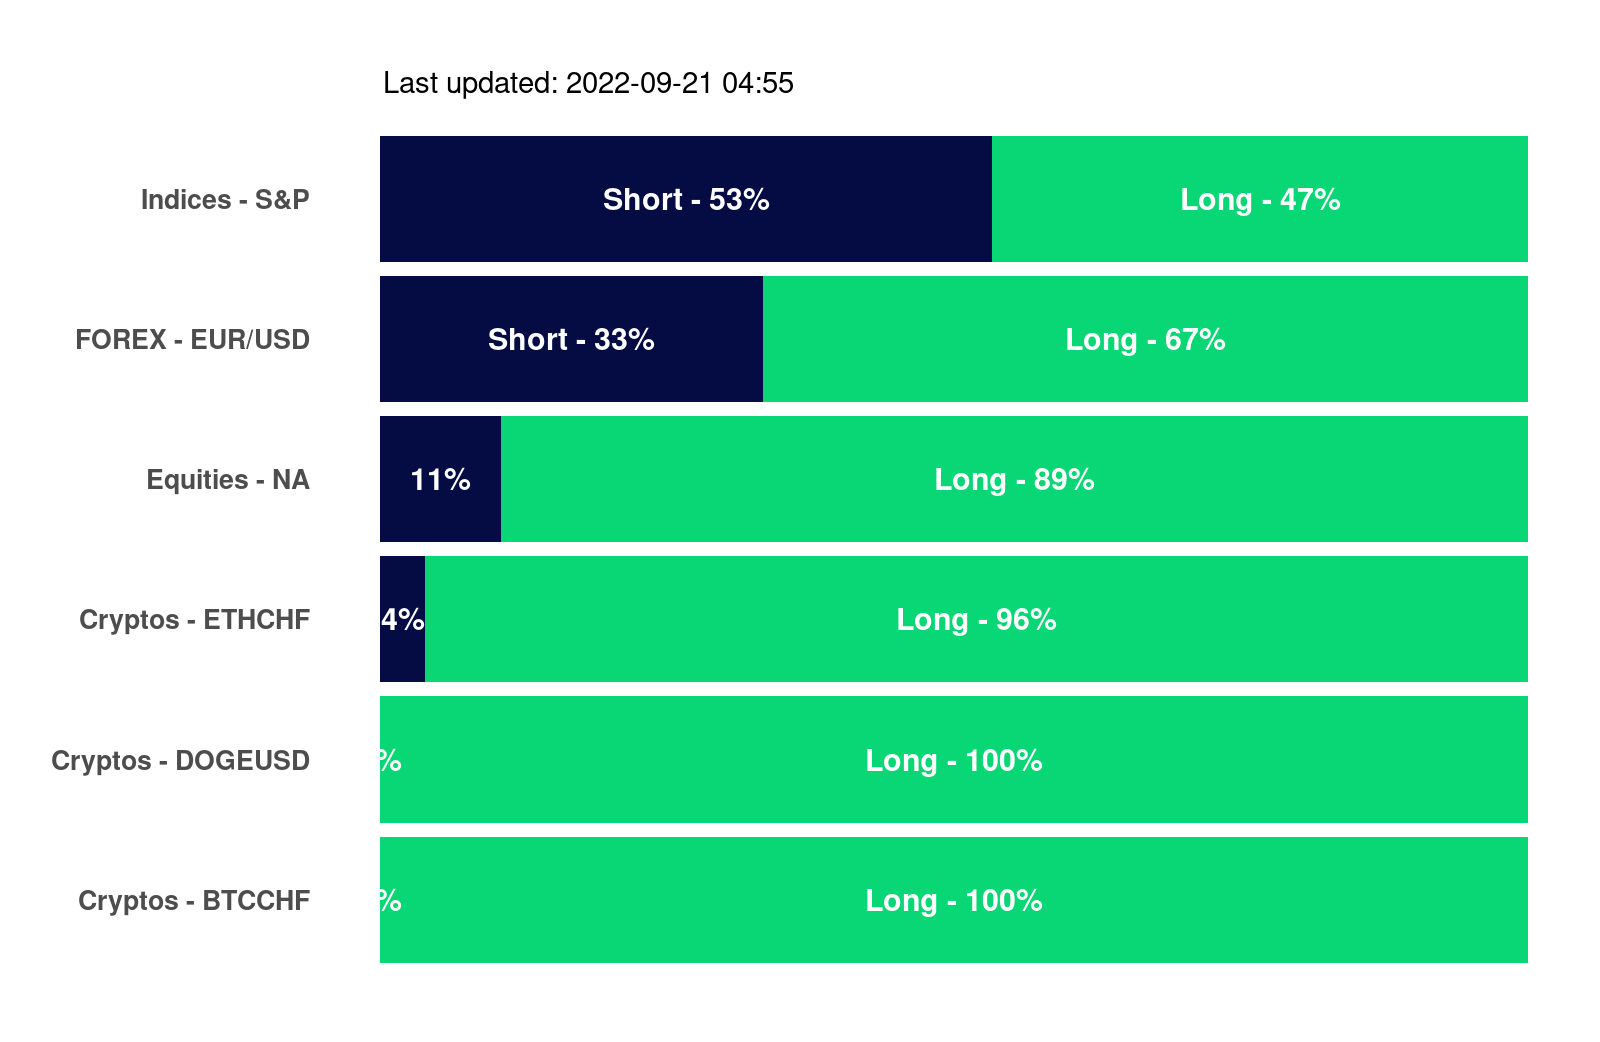 Last updated: 2022-09-21 04:55
Indices - S&P Short - 53% Long - 47%
FOREX - EUR/USD Short - 33% Long - 67%
Equities - NA 11% Long - 89%
Cryptos - ETHCHF 4% Long - 96%
Cryptos - DOGEUSD % Long - 100%
Cryptos - BTCCHF % Long - 100%